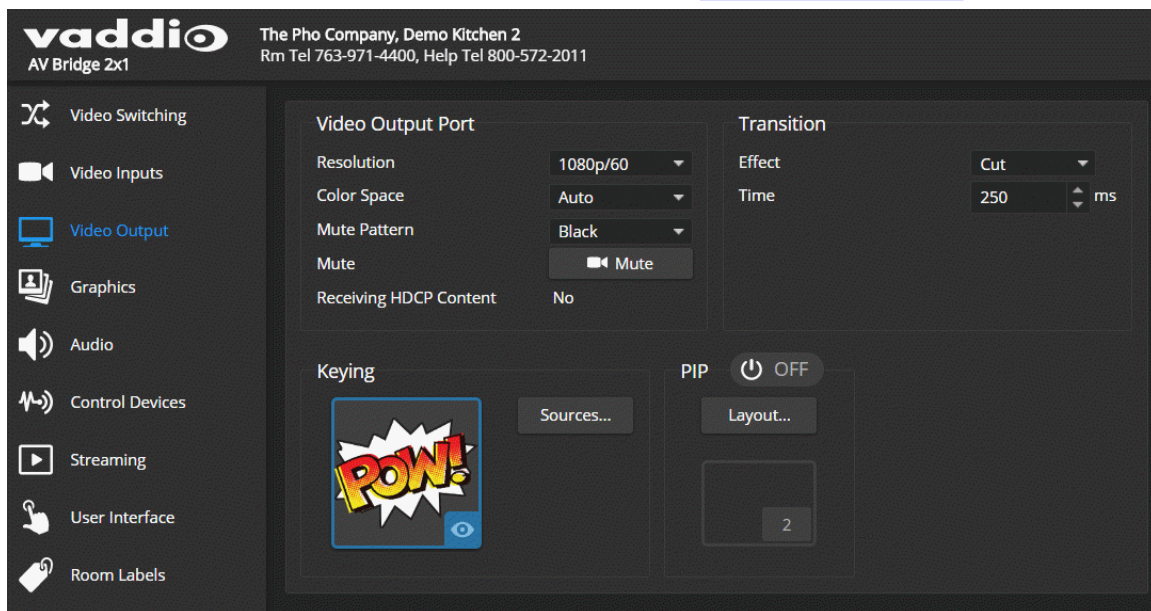 vaddio
AV Bridge 2x1
The Pho Company, Demo Kitchen 2
Rm Tel 763-971-4400, Help Tel 800-572-2011
Video Switching
Video Inputs
Video Output
Graphics
Audio
Control Devices
Streaming
User Interface
Room Labels
Video Output Port
Resolution 1080p/60
Color Space Auto
Mute Pattern Black
Mute Mute
Receiving HDCP Content No
Transition
Effect Cut
Time 250 ms
Keying
Sources...
POW!
PIP OFF
Layout...
2